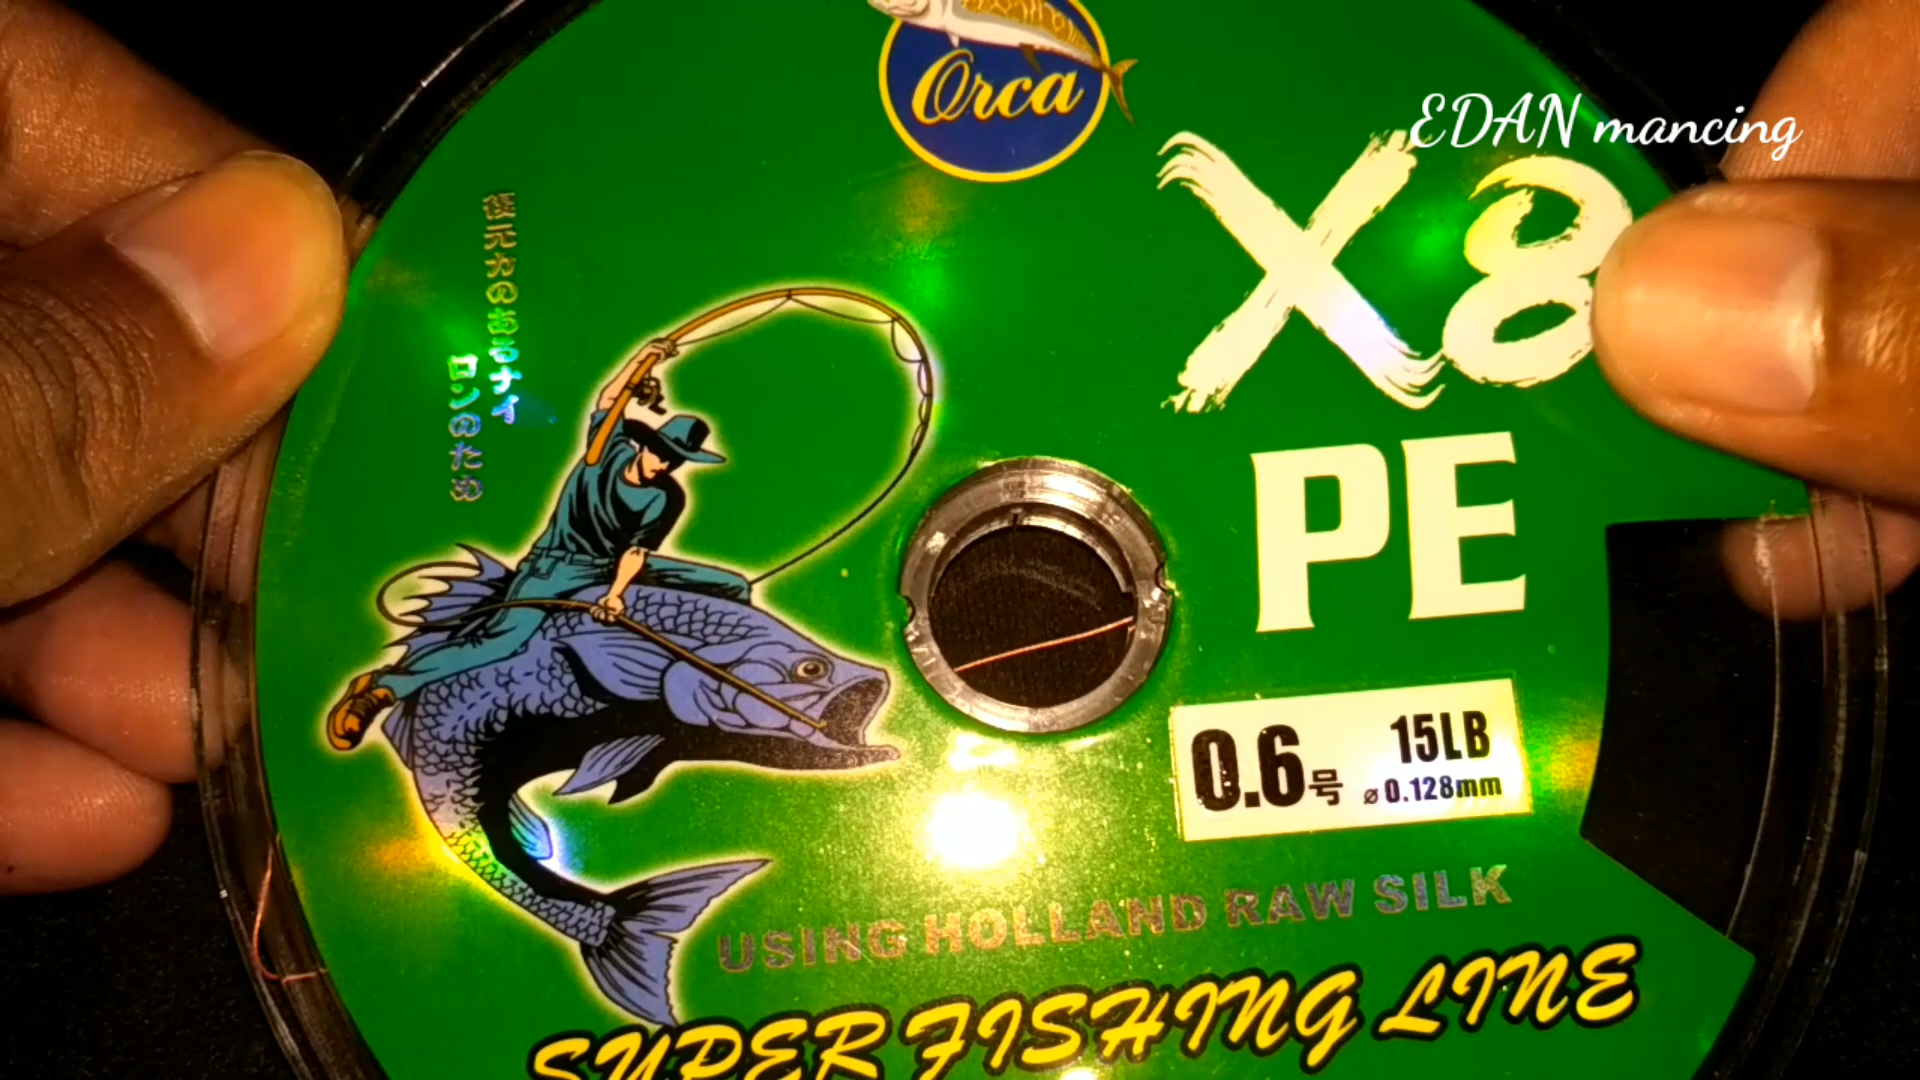 Orca
EDAN mancing
X8
PE
復元力のあるナイ
ロンのため
0.6号
15LB
ø0.128mm
USING HOLLAND RAW SILK
SUPER FISHING LINE